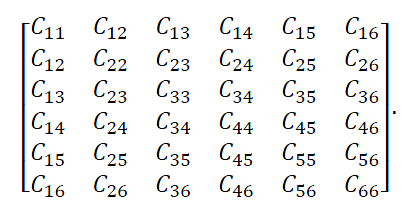 C₁₁ C₁₂ C₁₃ C₁₄ C₁₅ C₁₆
C₁₂ C₂₂ C₂₃ C₂₄ C₂₅ C₂₆
C₁₃ C₂₃ C₃₃ C₃₄ C₃₅ C₃₆
C₁₄ C₂₄ C₃₄ C₄₄ C₄₅ C₄₆
C₁₅ C₂₅ C₃₅ C₄₅ C₅₅ C₅₆
C₁₆ C₂₆ C₃₆ C₄₆ C₅₆ C₆₆